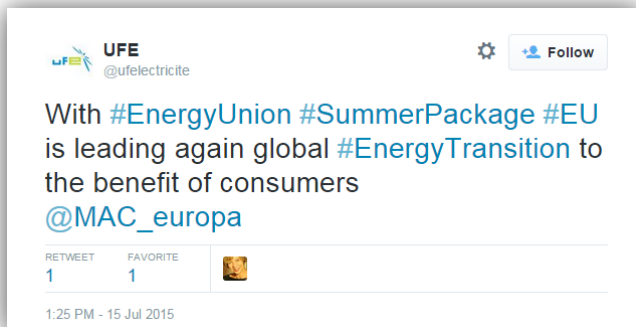 UFE
UFE
@ufelectricite
Follow
With #EnergyUnion #SummerPackage #EU
is leading again global #EnergyTransition to
the benefit of consumers
@MAC_europa
RETWEET FAVORITE
1 1
1:25 PM - 15 Jul 2015